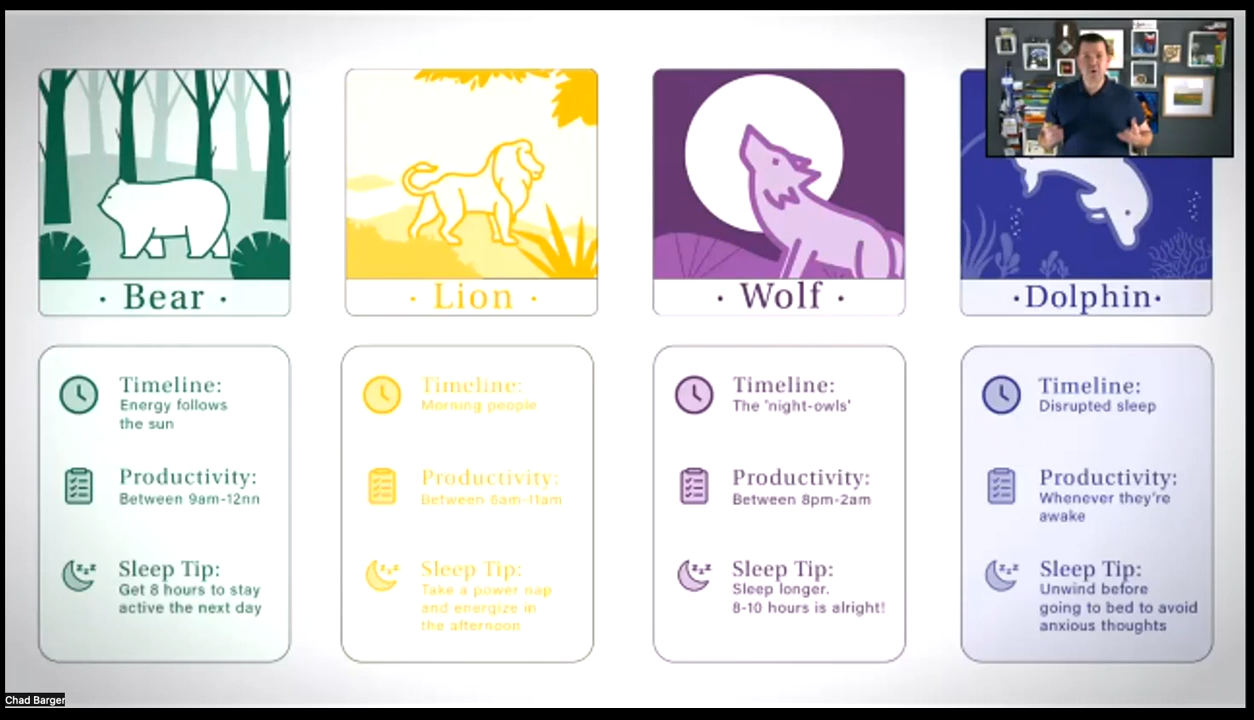 · Bear ·
Timeline:
Energy follows
the sun
Productivity:
Between 9am-12nn
Sleep Tip:
Get 8 hours to stay
active the next day
· Lion ·
Timeline:
Morning people
Productivity:
Between 6am-11am
Sleep Tip:
Take a power nap
and energize in
the afternoon
· Wolf ·
Timeline:
The 'night-owls'
Productivity:
Between 8pm-2am
Sleep Tip:
Sleep longer.
8-10 hours is alright!
·Dolphin·
Timeline:
Disrupted sleep
Productivity:
Whenever they're
awake
Sleep Tip:
Unwind before
going to bed to avoid
anxious thoughts
Chad Barger